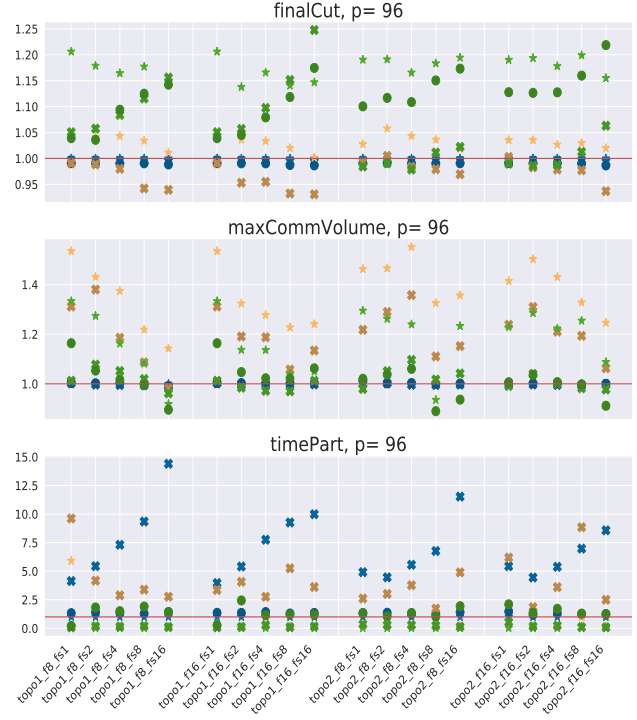 finalCut, p= 96
1.25
1.20
1.15
1.10
1.05
1.00
0.95
maxCommVolume, p= 96
1.4
1.2
1.0
timePart, p= 96
15.0
12.5
10.0
7.5
5.0
2.5
0.0
topo1_f8_fs1
topo1_f8_fs2
topo1_f8_fs4
topo1_f8_fs8
topo1_f8_fs16
topo1_f16_fs1
topo1_f16_fs2
topo1_f16_fs4
topo1_f16_fs8
topo1_f16_fs16
topo2_f8_fs1
topo2_f8_fs2
topo2_f8_fs4
topo2_f8_fs8
topo2_f8_fs16
topo2_f16_fs1
topo2_f16_fs2
topo2_f16_fs4
topo2_f16_fs8
topo2_f16_fs16